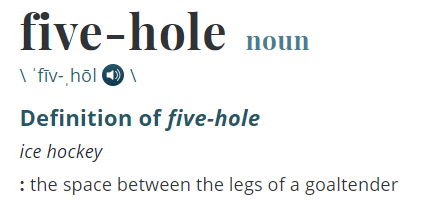 five-hole noun
\ ˈfīv-ˌhōl \
Definition of five-hole
ice hockey
: the space between the legs of a goaltender